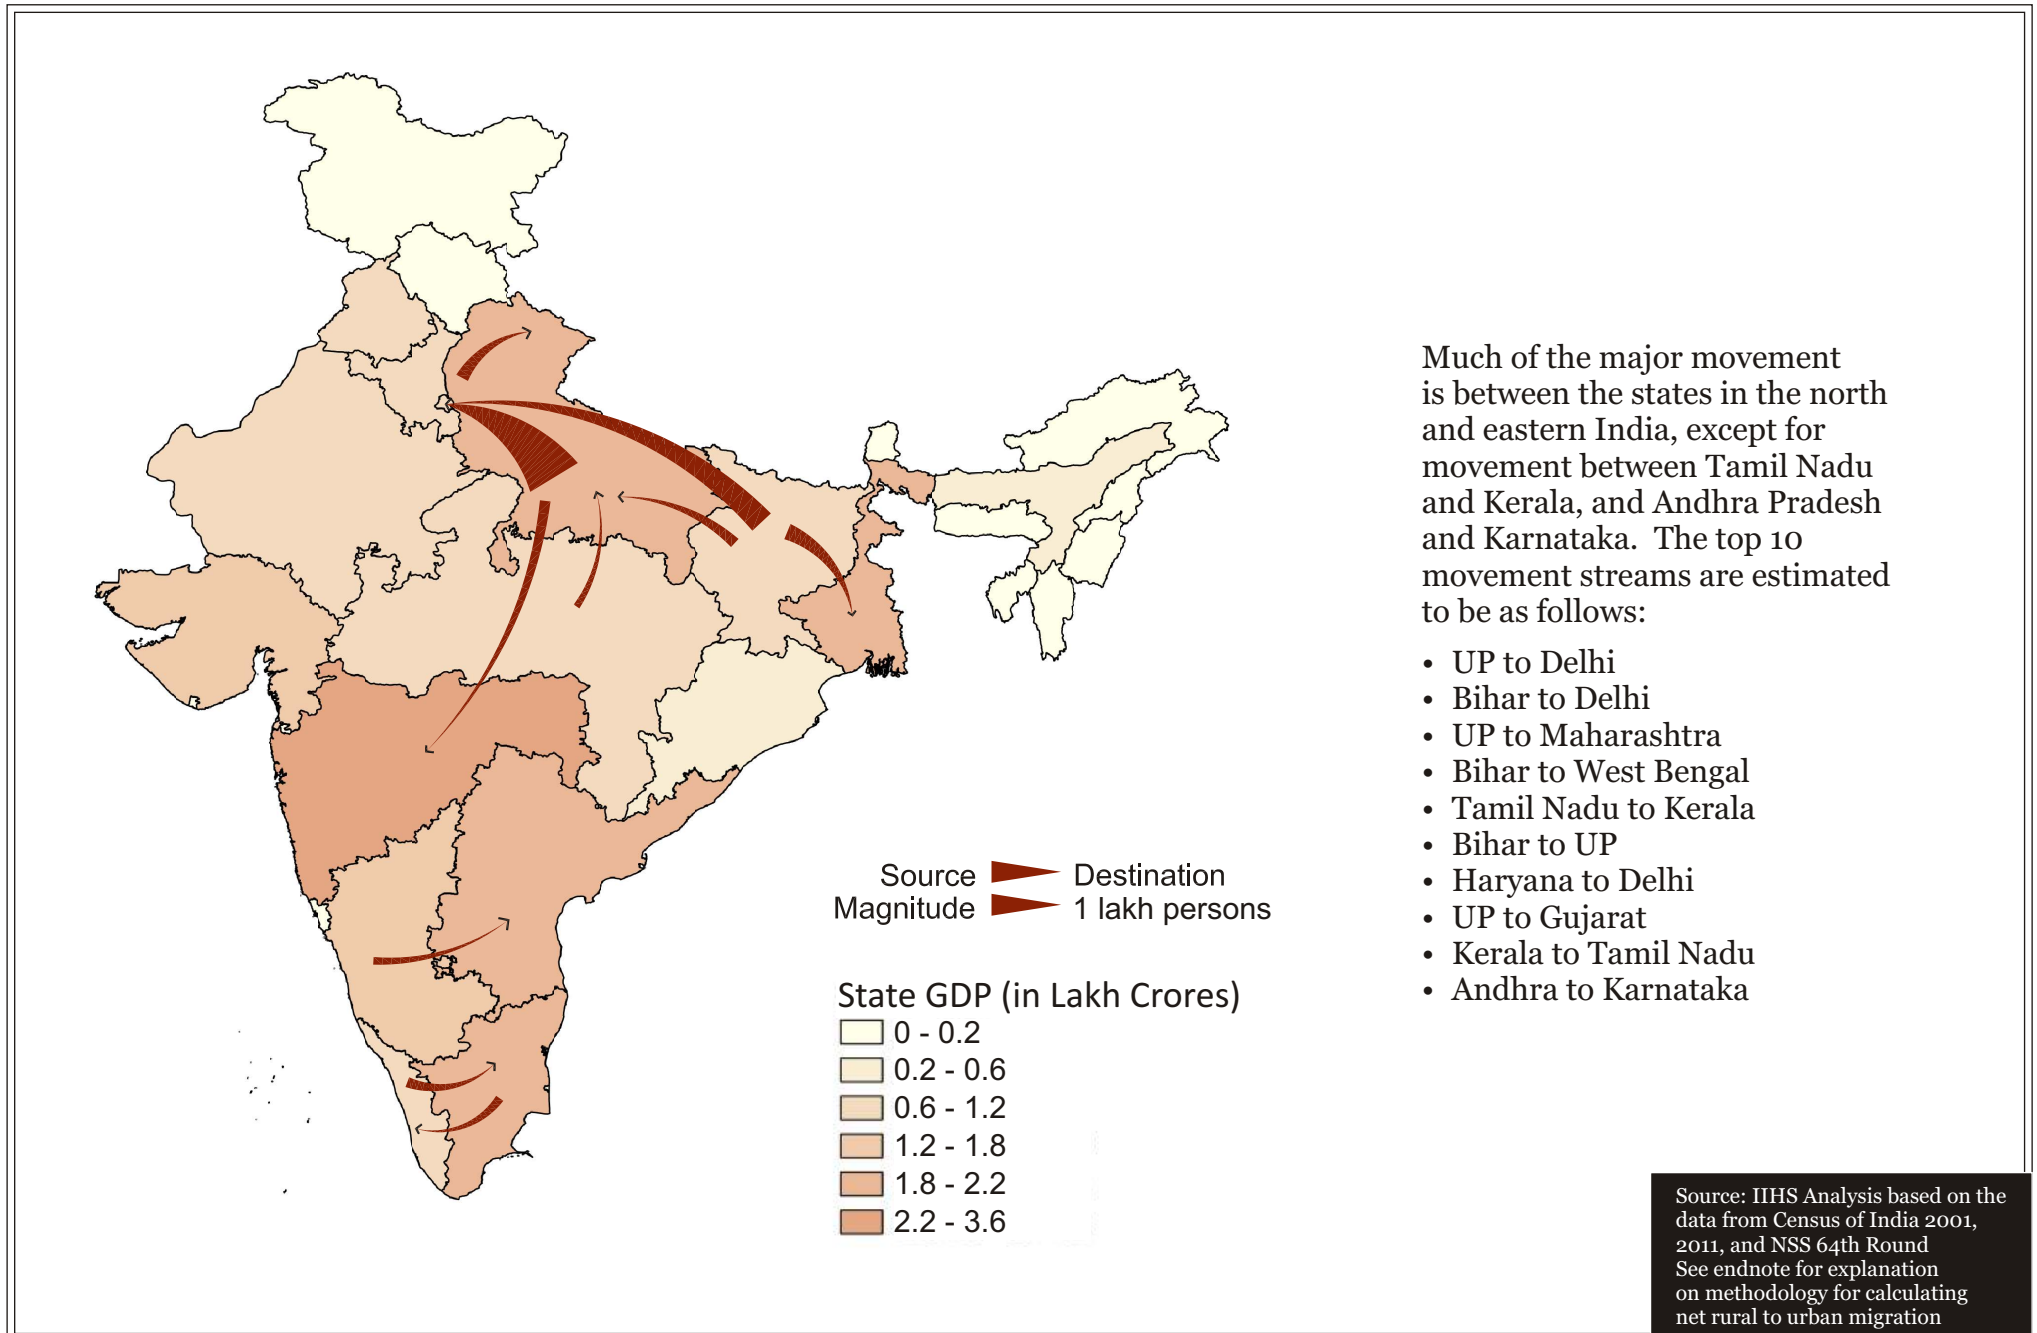 Much of the major movement
is between the states in the north
and eastern India, except for
movement between Tamil Nadu
and Kerala, and Andhra Pradesh
and Karnataka.  The top 10
movement streams are estimated
to be as follows:
• UP to Delhi
• Bihar to Delhi
• UP to Maharashtra
• Bihar to West Bengal
• Tamil Nadu to Kerala
• Bihar to UP
• Haryana to Delhi
• UP to Gujarat
• Kerala to Tamil Nadu
• Andhra to Karnataka
Source Destination
Magnitude 1 lakh persons
State GDP (in Lakh Crores)
0 - 0.2
0.2 - 0.6
0.6 - 1.2
1.2 - 1.8
1.8 - 2.2
2.2 - 3.6
Source: IIHS Analysis based on the
data from Census of India 2001,
2011, and NSS 64th Round
See endnote for explanation
on methodology for calculating
net rural to urban migration